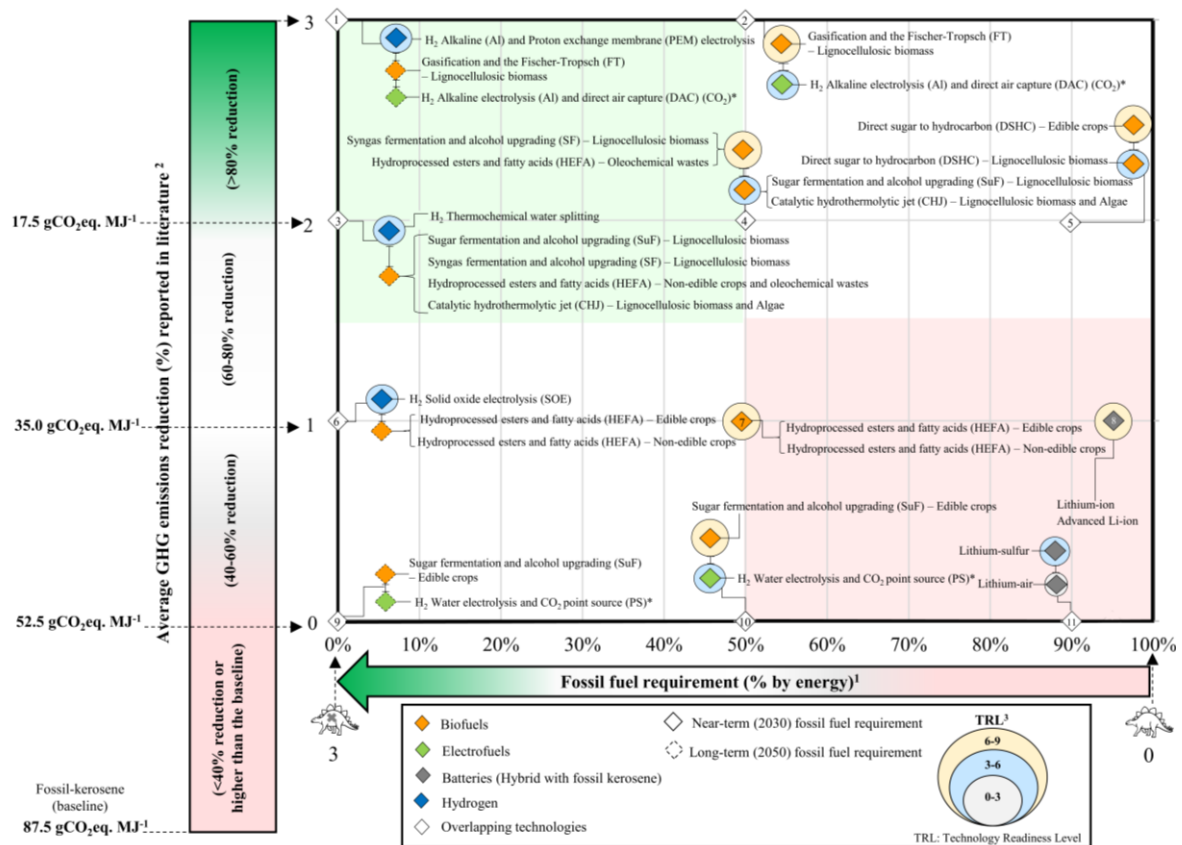 Average GHG emissions reduction (%) reported in literature 2
(>80% reduction)
(60-80% reduction)
(40-60% reduction)
(<40% reduction or
higher than the baseline)
17.5 gCO2eq. MJ-1
35.0 gCO2eq. MJ-1
52.5 gCO2eq. MJ-1
Fossil-kerosene
(baseline)
87.5 gCO2eq. MJ-1
3
2
1
0
1
H2 Alkaline (Al) and Proton exchange membrane (PEM) electrolysis
Gasification and the Fischer-Tropsch (FT)
– Lignocellulosic biomass
H2 Alkaline electrolysis (Al) and direct air capture (DAC) (CO2)*
2
Gasification and the Fischer-Tropsch (FT)
– Lignocellulosic biomass
H2 Alkaline electrolysis (Al) and direct air capture (DAC) (CO2)*
Direct sugar to hydrocarbon (DSHC) – Edible crops
Direct sugar to hydrocarbon (DSHC) – Lignocellulosic biomass
Syngas fermentation and alcohol upgrading (SF) – Lignocellulosic biomass
Hydroprocessed esters and fatty acids (HEFA) – Oleochemical wastes
Sugar fermentation and alcohol upgrading (SuF) – Lignocellulosic biomass
Catalytic hydrothermolytic jet (CHJ) – Lignocellulosic biomass and Algae
3
4
5
H2 Thermochemical water splitting
Sugar fermentation and alcohol upgrading (SuF) – Lignocellulosic biomass
Syngas fermentation and alcohol upgrading (SF) – Lignocellulosic biomass
Hydroprocessed esters and fatty acids (HEFA) – Non-edible crops and oleochemical wastes
Catalytic hydrothermolytic jet (CHJ) – Lignocellulosic biomass and Algae
6
H2 Solid oxide electrolysis (SOE)
Hydroprocessed esters and fatty acids (HEFA) – Edible crops
Hydroprocessed esters and fatty acids (HEFA) – Non-edible crops
7
Hydroprocessed esters and fatty acids (HEFA) – Edible crops
Hydroprocessed esters and fatty acids (HEFA) – Non-edible crops
8
Lithium-ion
Advanced Li-ion
Sugar fermentation and alcohol upgrading (SuF) – Edible crops
H2 Water electrolysis and CO2 point source (PS)*
Lithium-sulfur
Lithium-air
Sugar fermentation and alcohol upgrading (SuF)
– Edible crops
H2 Water electrolysis and CO2 point source (PS)*
9
10
11
0%
10%
20%
30%
40%
50%
60%
70%
80%
90%
100%
Fossil fuel requirement (% by energy)1
3
0
Biofuels
Electrofuels
Batteries (Hybrid with fossil kerosene)
Hydrogen
Overlapping technologies
Near-term (2030) fossil fuel requirement
Long-term (2050) fossil fuel requirement
TRL3
6-9
3-6
0-3
TRL: Technology Readiness Level